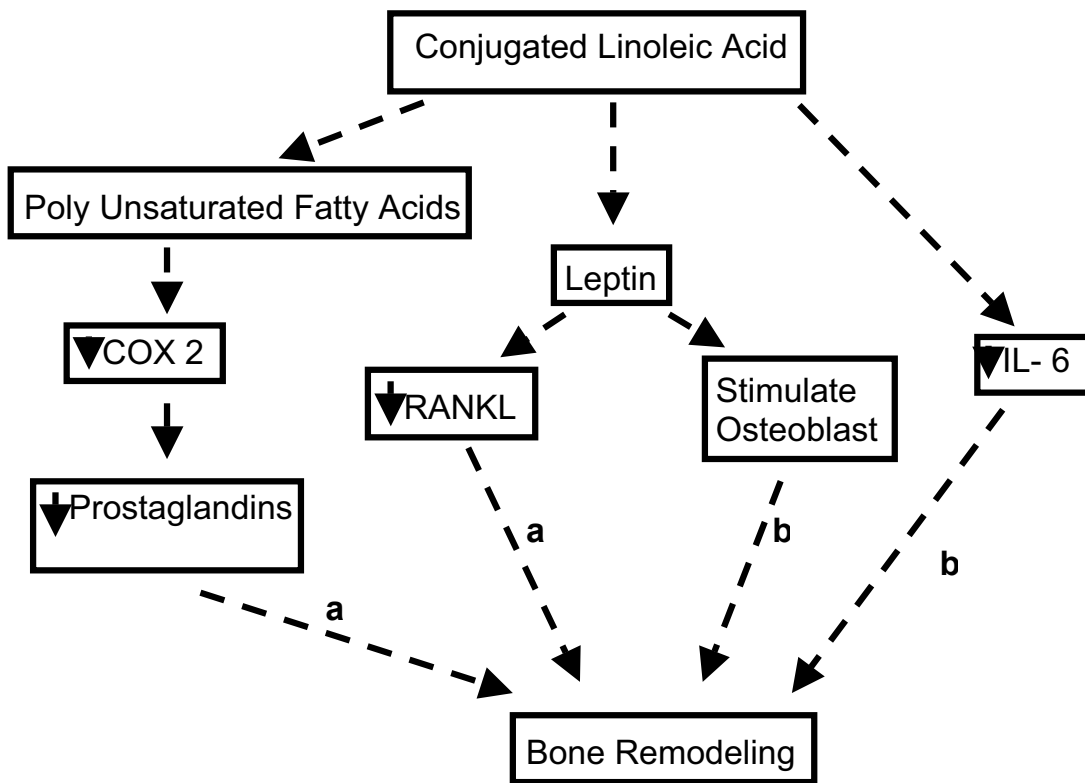 Conjugated Linoleic Acid
Poly Unsaturated Fatty Acids
Leptin
COX 2
IL- 6
RANKL
Stimulate
Osteoblast
Prostaglandins
a
b
b
a
Bone Remodeling